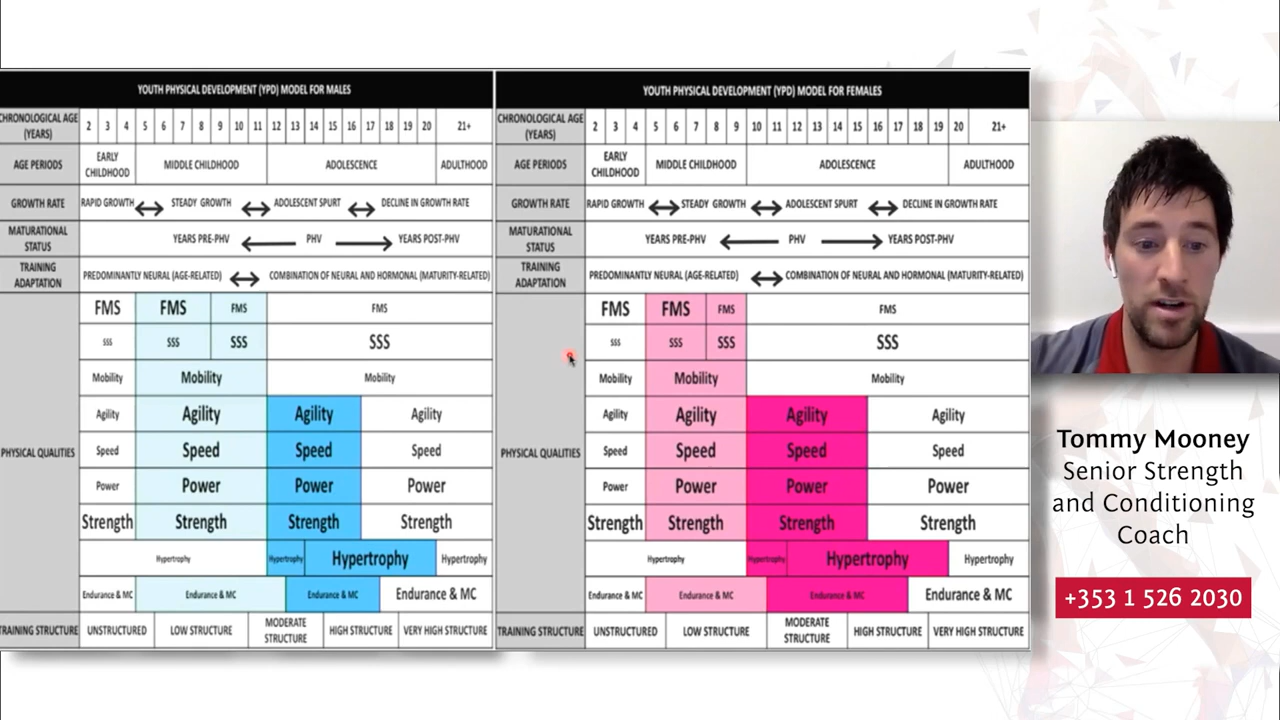 YOUTH PHYSICAL DEVELOPMENT (YPD) MODEL FOR MALES
CHRONOLOGICAL AGE (YEARS) 2 3 4 5 6 7 8 9 10 11 12 13 14 15 16 17 18 19 20 21+
AGE PERIODS EARLY CHILDHOOD MIDDLE CHILDHOOD ADOLESCENCE ADULTHOOD
GROWTH RATE RAPID GROWTH STEADY GROWTH ADOLESCENT SPURT DECLINE IN GROWTH RATE
MATURATIONAL STATUS YEARS PRE-PHV PHV YEARS POST-PHV
TRAINING ADAPTATION PREDOMINANTLY NEURAL (AGE-RELATED) COMBINATION OF NEURAL AND HORMONAL (MATURITY-RELATED)
PHYSICAL QUALITIES
FMS FMS FMS FMS
SSS SSS SSS SSS
Mobility Mobility Mobility
Agility Agility Agility Agility
Speed Speed Speed Speed
Power Power Power Power
Strength Strength Strength Strength
Hypertrophy Hypertrophy Hypertrophy Hypertrophy
Endurance & MC Endurance & MC Endurance & MC Endurance & MC
TRAINING STRUCTURE UNSTRUCTURED LOW STRUCTURE MODERATE STRUCTURE HIGH STRUCTURE VERY HIGH STRUCTURE
YOUTH PHYSICAL DEVELOPMENT (YPD) MODEL FOR FEMALES
CHRONOLOGICAL AGE (YEARS) 2 3 4 5 6 7 8 9 10 11 12 13 14 15 16 17 18 19 20 21+
AGE PERIODS EARLY CHILDHOOD MIDDLE CHILDHOOD ADOLESCENCE ADULTHOOD
GROWTH RATE RAPID GROWTH STEADY GROWTH ADOLESCENT SPURT DECLINE IN GROWTH RATE
MATURATIONAL STATUS YEARS PRE-PHV PHV YEARS POST-PHV
TRAINING ADAPTATION PREDOMINANTLY NEURAL (AGE-RELATED) COMBINATION OF NEURAL AND HORMONAL (MATURITY-RELATED)
PHYSICAL QUALITIES
FMS FMS FMS FMS
SSS SSS SSS SSS
Mobility Mobility Mobility
Agility Agility Agility Agility
Speed Speed Speed Speed
Power Power Power Power
Strength Strength Strength Strength
Hypertrophy Hypertrophy Hypertrophy Hypertrophy
Endurance & MC Endurance & MC Endurance & MC Endurance & MC
TRAINING STRUCTURE UNSTRUCTURED LOW STRUCTURE MODERATE STRUCTURE HIGH STRUCTURE VERY HIGH STRUCTURE
Tommy Mooney
Senior Strength
and Conditioning
Coach
+353 1 526 2030